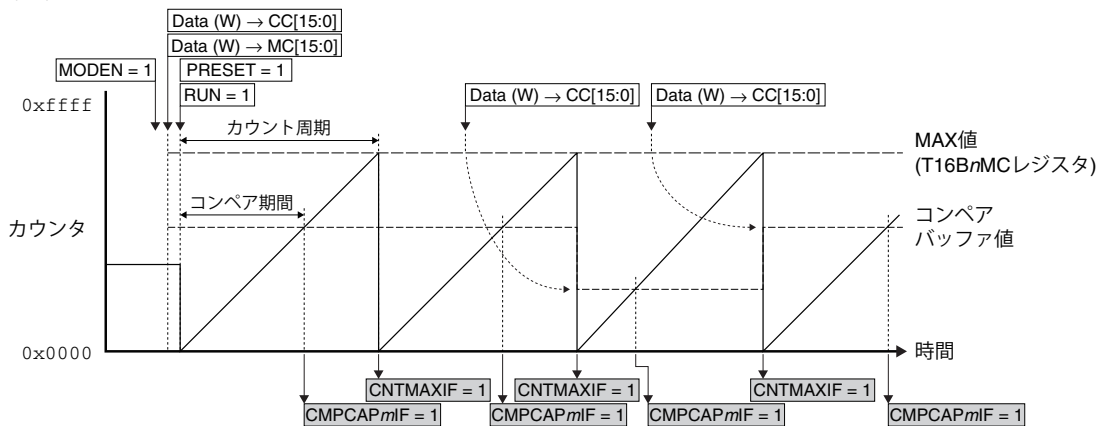 Data (W) → CC[15:0]
Data (W) → MC[15:0]
MODEN = 1
PRESET = 1
RUN = 1
Data (W) → CC[15:0]
Data (W) → CC[15:0]
0xffff
カウント周期
MAX値
(T16BnMCレジスタ)
コンペア期間
カウンタ
コンペア
バッファ値
0x0000
時間
CNTMAXIF = 1
CNTMAXIF = 1
CNTMAXIF = 1
CMPCAPmIF = 1
CMPCAPmIF = 1
CMPCAPmIF = 1
CMPCAPmIF = 1